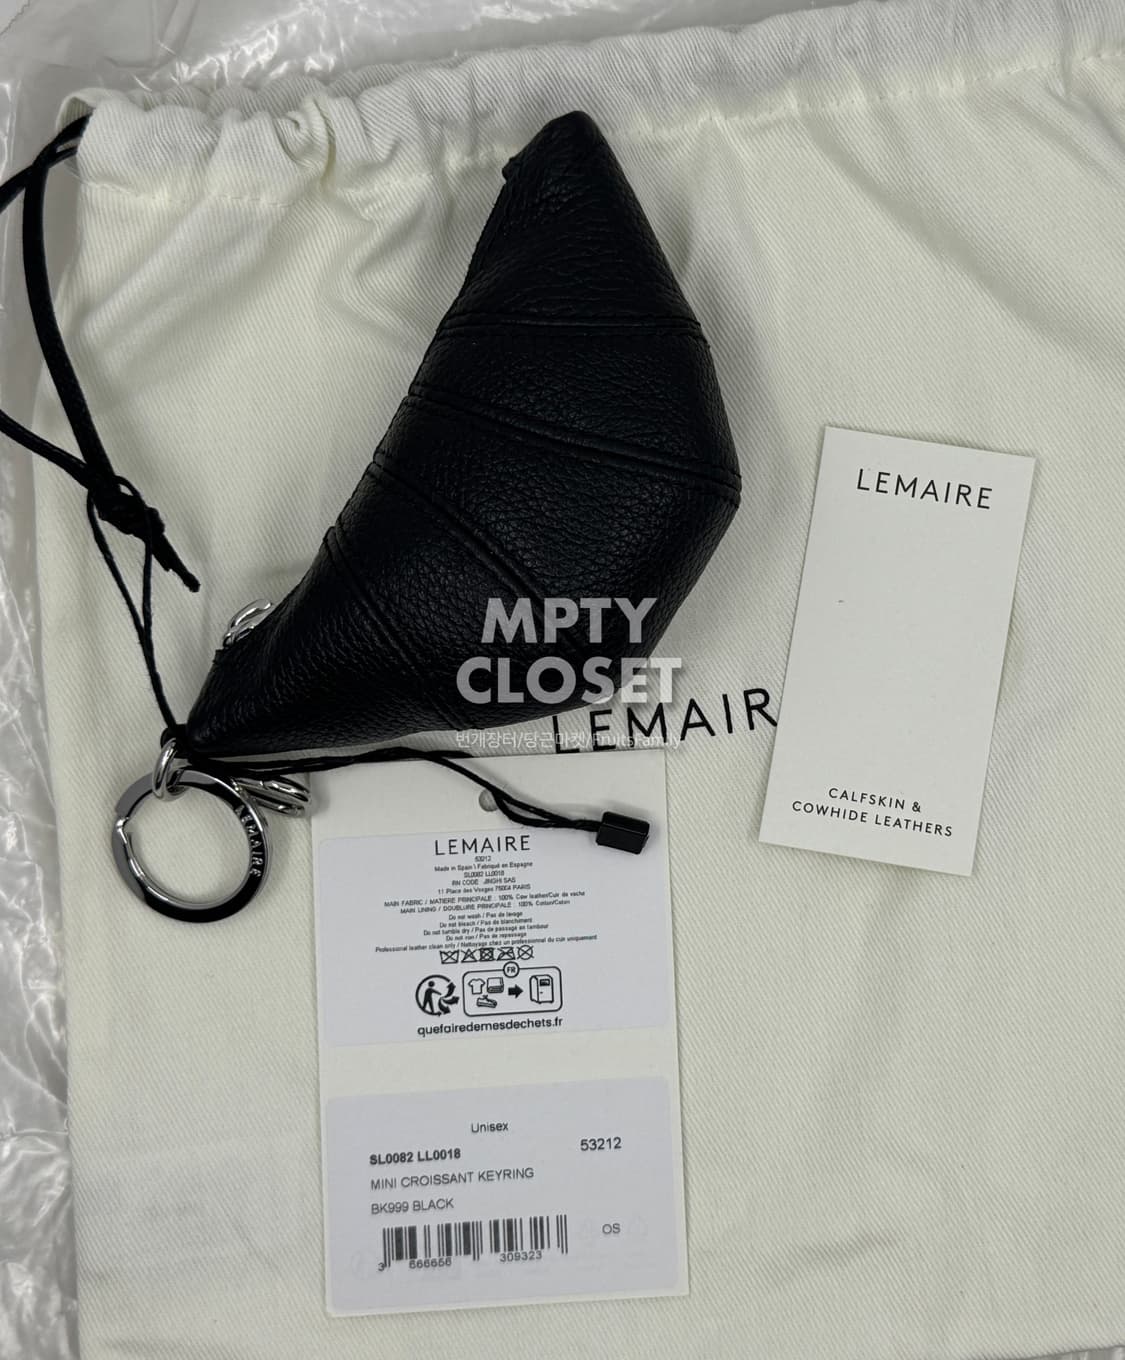 LEMAIRE
MPTY
CLOSET
LEMAIR
번개장터/당근마켓/FruitsFamily
CALFSKIN &
COWHIDE LEATHERS
LEMAIRE
LEMAIRE
53212
Made in Spain \ Fabriqué en Espagne
SL0082 LL0018
RN CODE JINGHI SAS
11 Place des Vosges 75004 PARIS
MAIN FABRIC / MATIERE PRINCIPALE : 100% Cow leather/Cuir de vache
MAIN LINING / DOUBLURE PRINCIPALE : 100% Cotton/Coton
Do not wash / Pas de lavage
Do not bleach / Pas de blanchiment
Do not tumble dry / Pas de passage en tambour
Do not iron / Pas de repassage
Professional leather clean only / Nettoyage chez un professionnel du cuir uniquement
FR
quefairedemesdechets.fr
Unisex
SL0082 LL0018 53212
MINI CROISSANT KEYRING
BK999 BLACK
OS
3 666656 309323